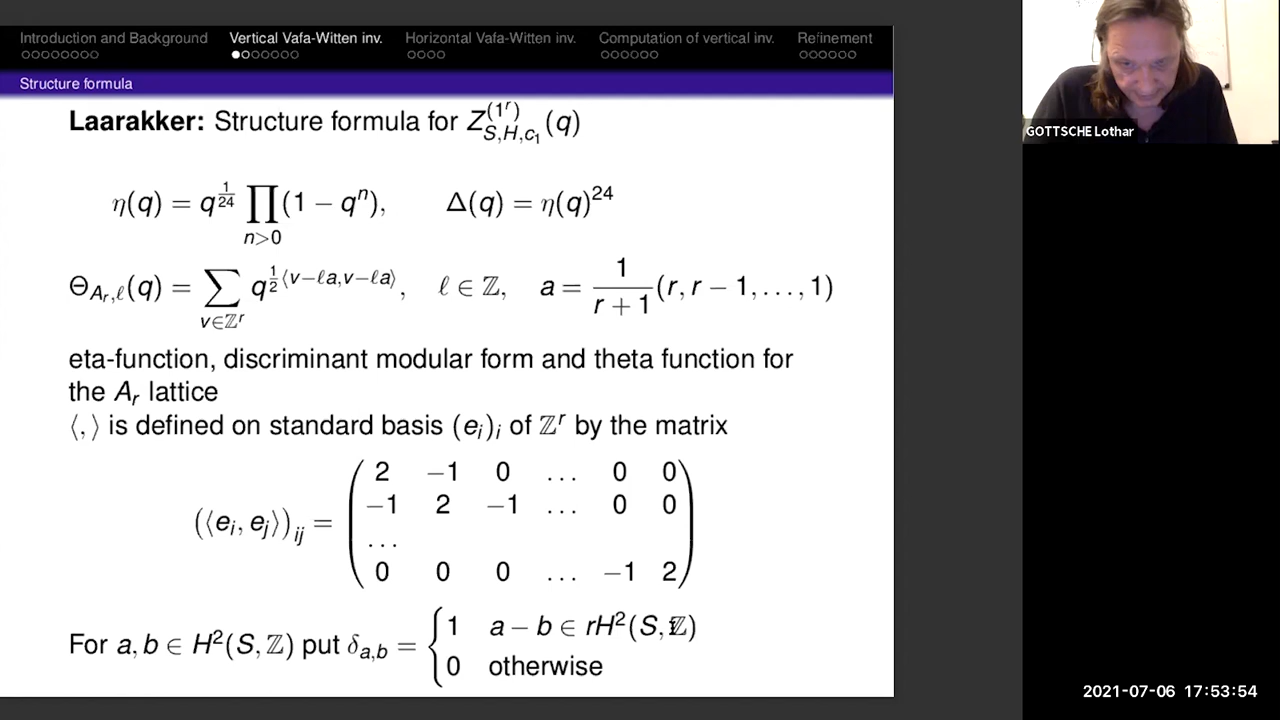 Introduction and Background Vertical Vafa-Witten inv. Horizontal Vafa-Witten inv. Computation of vertical inv. Refinement
Structure formula
Laarakker: Structure formula for Z_{S,H,c_1}^{(1^r)}(q)
η(q) = q^{1/24} ∏_{n>0} (1 − q^n), Δ(q) = η(q)^{24}
Θ_{A_r,ℓ}(q) = ∑_{v∈ℤ^r} q^{1/2⟨v−ℓa,v−ℓa⟩}, ℓ ∈ ℤ, a = 1/(r + 1) (r, r − 1, . . . , 1)
eta-function, discriminant modular form and theta function for
the A_r lattice
⟨, ⟩ is defined on standard basis (e_i)_i of ℤ^r by the matrix
(⟨e_i, e_j⟩)_{ij} =
2 −1 0 . . . 0 0
−1 2 −1 . . . 0 0
. . .
0 0 0 . . . −1 2
For a, b ∈ H²(S, ℤ) put δ_{a,b} =
1 a − b ∈ rH²(S, ℤ)
0 otherwise
GOTTSCHE Lothar
2021-07-06 17:53:54